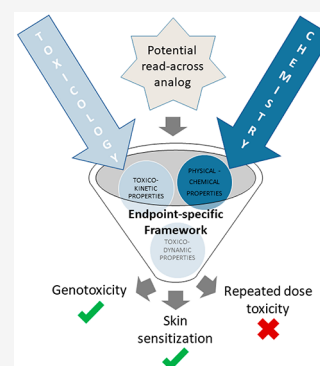 TOXICOLOGY
CHEMISTRY
Potential
read-across
analog
TOXICO-
KINETIC
PROPERTIES
PHYSICAL -
CHEMICAL
PROPERTIES
Endpoint-specific
Framework
TOXICO-
DYNAMIC
PROPERTIES
Genotoxicity
Skin
sensitization
Repeated dose
toxicity